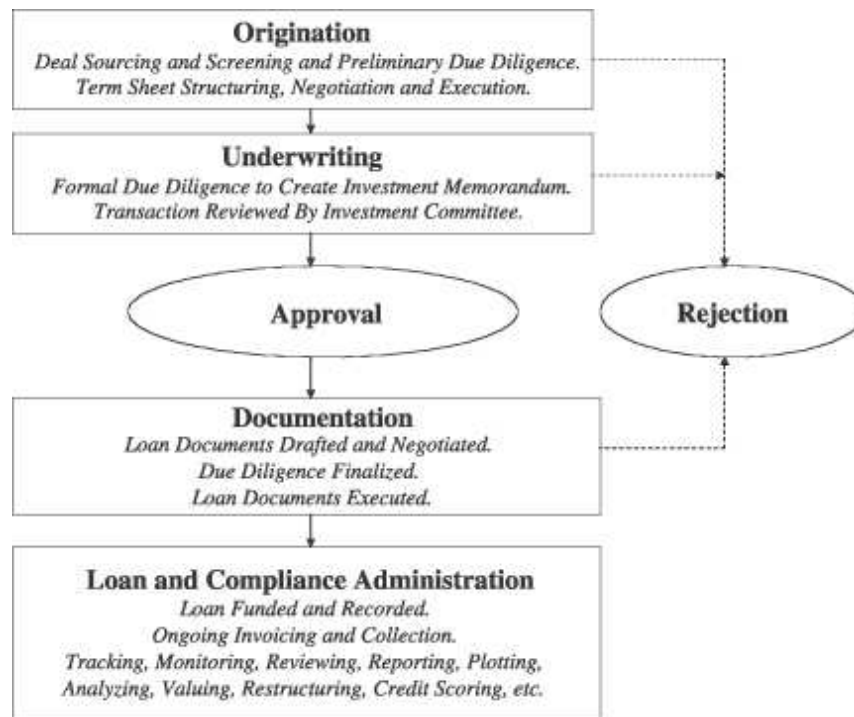 Origination
Deal Sourcing and Screening and Preliminary Due Diligence.
Term Sheet Structuring, Negotiation and Execution.
Underwriting
Formal Due Diligence to Create Investment Memorandum.
Transaction Reviewed By Investment Committee.
Approval
Rejection
Documentation
Loan Documents Drafted and Negotiated.
Due Diligence Finalized.
Loan Documents Executed.
Loan and Compliance Administration
Loan Funded and Recorded.
Ongoing Invoicing and Collection.
Tracking, Monitoring, Reviewing, Reporting, Plotting,
Analyzing, Valuing, Restructuring, Credit Scoring, etc.